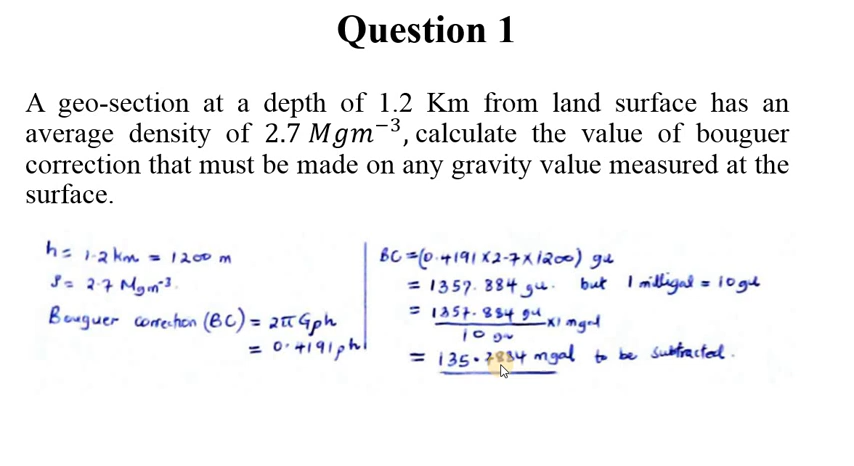 Question 1
A geo-section at a depth of 1.2 Km from land surface has an
average density of 2.7 Mgm⁻³, calculate the value of bouguer
correction that must be made on any gravity value measured at the
surface.
h = 1.2 km = 1200 m
ρ = 2.7 Mgm⁻³.
Bouguer correction (BC) = 2πGρh
= 0.4191ρh
BC = (0.4191 x 2.7 x 1200) gu
= 1357.884 gu. but 1 milligal = 10gu
= 1357.884 gu x 1 mgal
10 gu
= 135.7884 mgal to be subtracted.